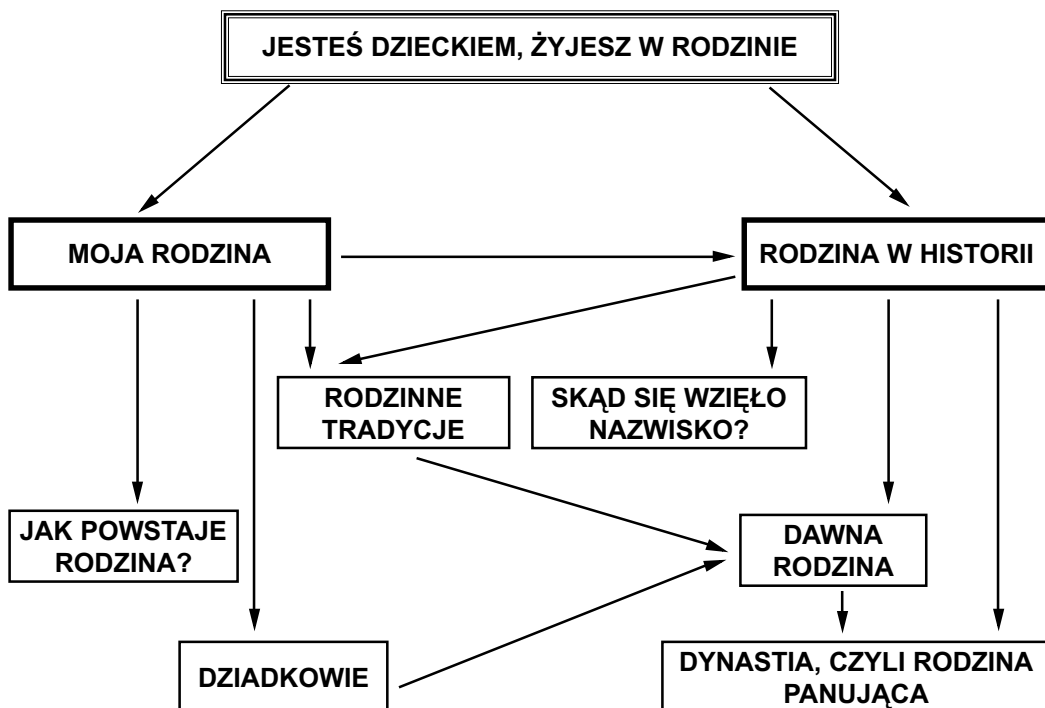 JESTEŚ DZIECKIEM, ŻYJESZ W RODZINIE
MOJA RODZINA
RODZINA W HISTORII
RODZINNE
TRADYCJE
SKĄD SIĘ WZIĘŁO
NAZWISKO?
JAK POWSTAJE
RODZINA?
DAWNA
RODZINA
DZIADKOWIE
DYNASTIA, CZYLI RODZINA
PANUJĄCA